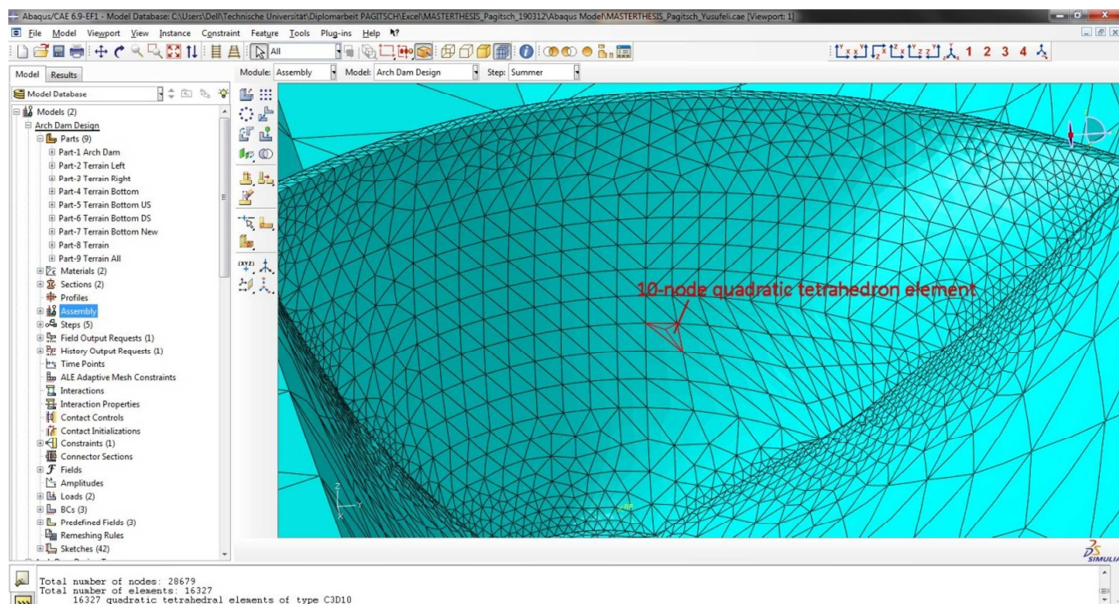 Abaqus/CAE 6.9-EF1 - Model Database: C:\Users\Dell\Technische Universität\Diplomarbeit PAGITSCH\Excel\MASTERTHESIS_Pagitsch_190312\Abaqus Model\MASTERTHESIS_Pagitsch_Yusufeli.cae [Viewport: 1]
File Model Viewport View Instance Constraint Feature Tools Plug-ins Help
All
1 2 3 4
Model Results
Module: Assembly Model: Arch Dam Design Step: Summer
Model Database
Models (2)
Arch Dam Design
Parts (9)
Part-1 Arch Dam
Part-2 Terrain Left
Part-3 Terrain Right
Part-4 Terrain Bottom
Part-5 Terrain Bottom US
Part-6 Terrain Bottom DS
Part-7 Terrain Bottom New
Part-8 Terrain
Part-9 Terrain All
Materials (2)
Sections (2)
Profiles
Assembly
Steps (5)
Field Output Requests (1)
History Output Requests (1)
Time Points
ALE Adaptive Mesh Constraints
Interactions
Interaction Properties
Contact Controls
Contact Initializations
Constraints (1)
Connector Sections
Fields
Amplitudes
Loads (2)
BCs (3)
Predefined Fields (3)
Remeshing Rules
Sketches (42)
10-node quadratic tetrahedron element
Z
Y
X
RP
SIMULIA
Total number of nodes: 28679
Total number of elements: 16327
16327 quadratic tetrahedral elements of type C3D10